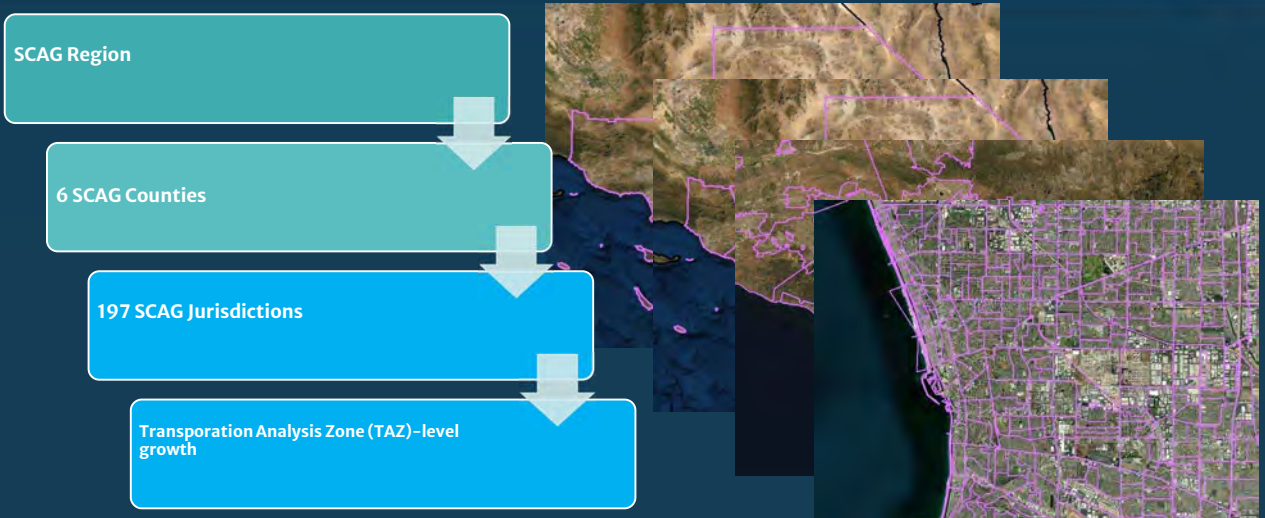 SCAG Region
6 SCAG Counties
197 SCAG Jurisdictions
Transporation Analysis Zone (TAZ)-level
growth